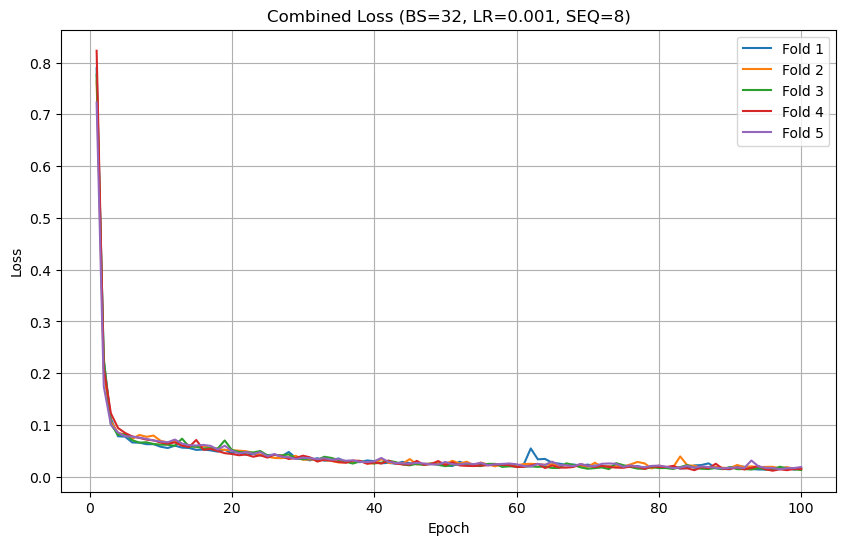 Combined Loss (BS=32, LR=0.001, SEQ=8)
Fold 1
Fold 2
Fold 3
Fold 4
Fold 5
Loss
0.8
0.7
0.6
0.5
0.4
0.3
0.2
0.1
0.0
0 20 40 60 80 100
Epoch